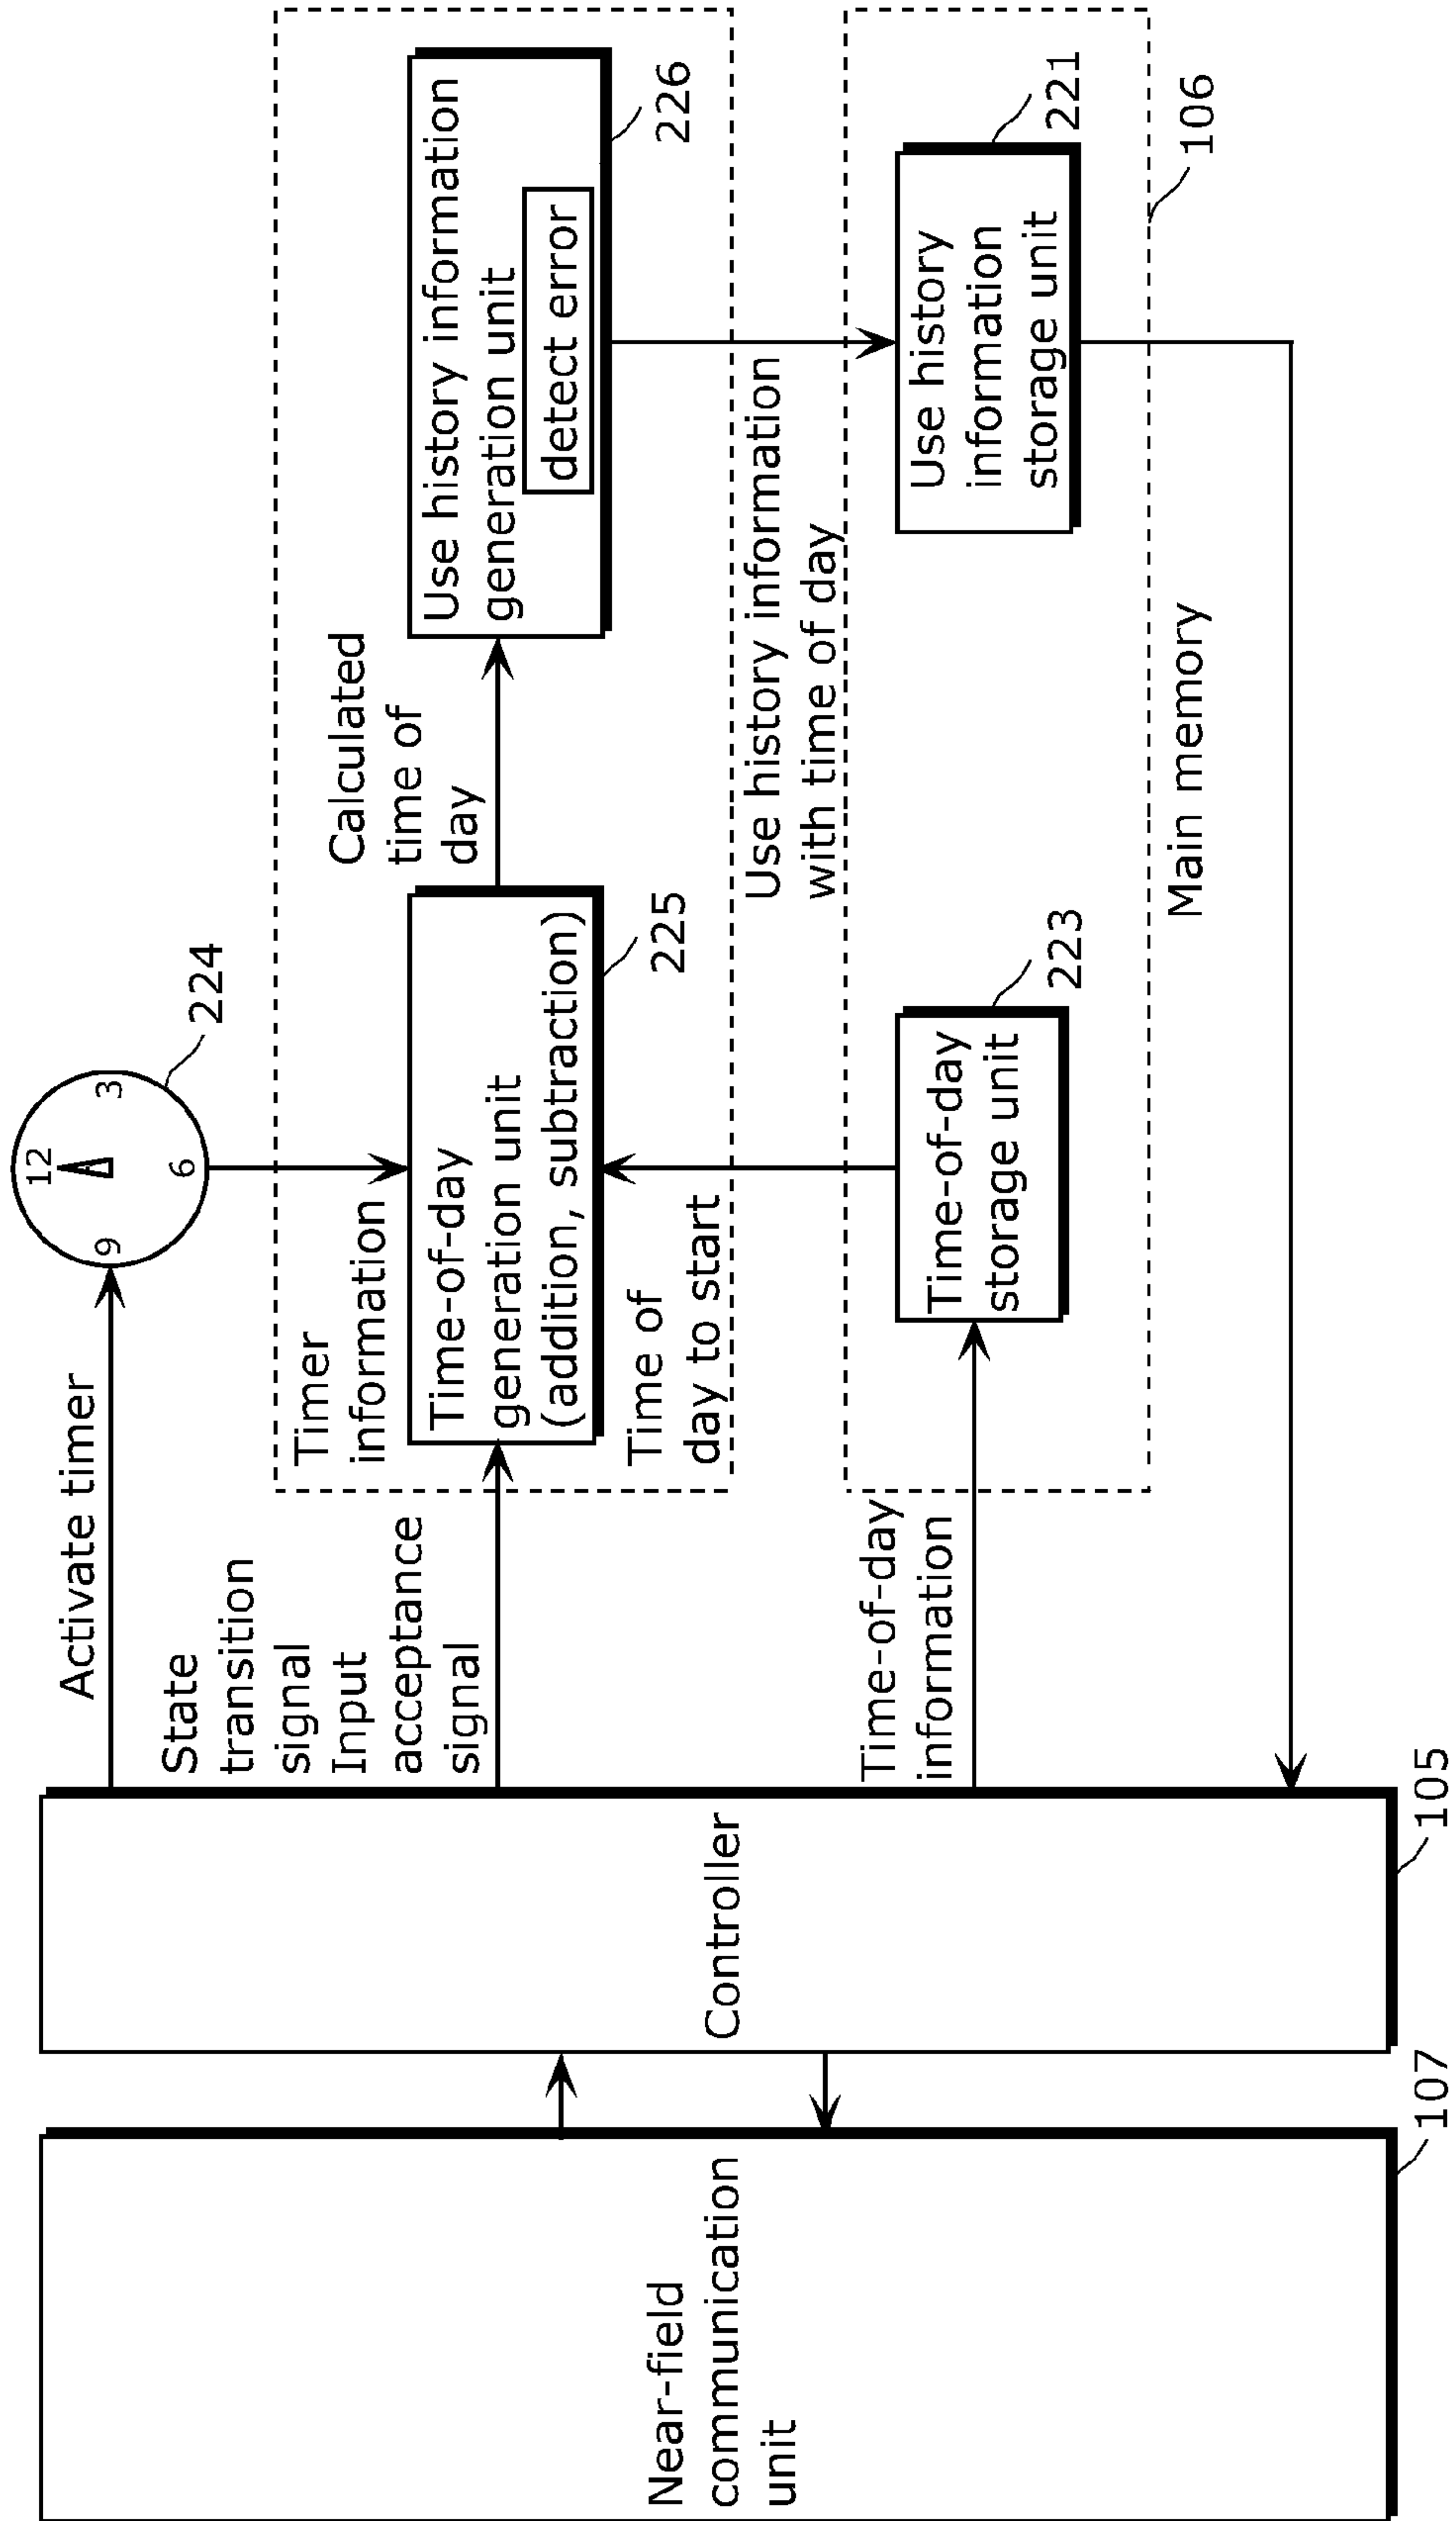 Near-field
communication
unit
107
Controller
105
Activate timer
12
3
6
9
224
State
transition
signal
Input
acceptance
signal
Timer
information
Time-of-day
generation unit
(addition, subtraction)
225
Time of
day to start
Calculated
time of
day
Use history information
generation unit
detect error
226
Use history information
with time of day
Time-of-day
information
Time-of-day
storage unit
223
Use history
information
storage unit
221
Main memory
106